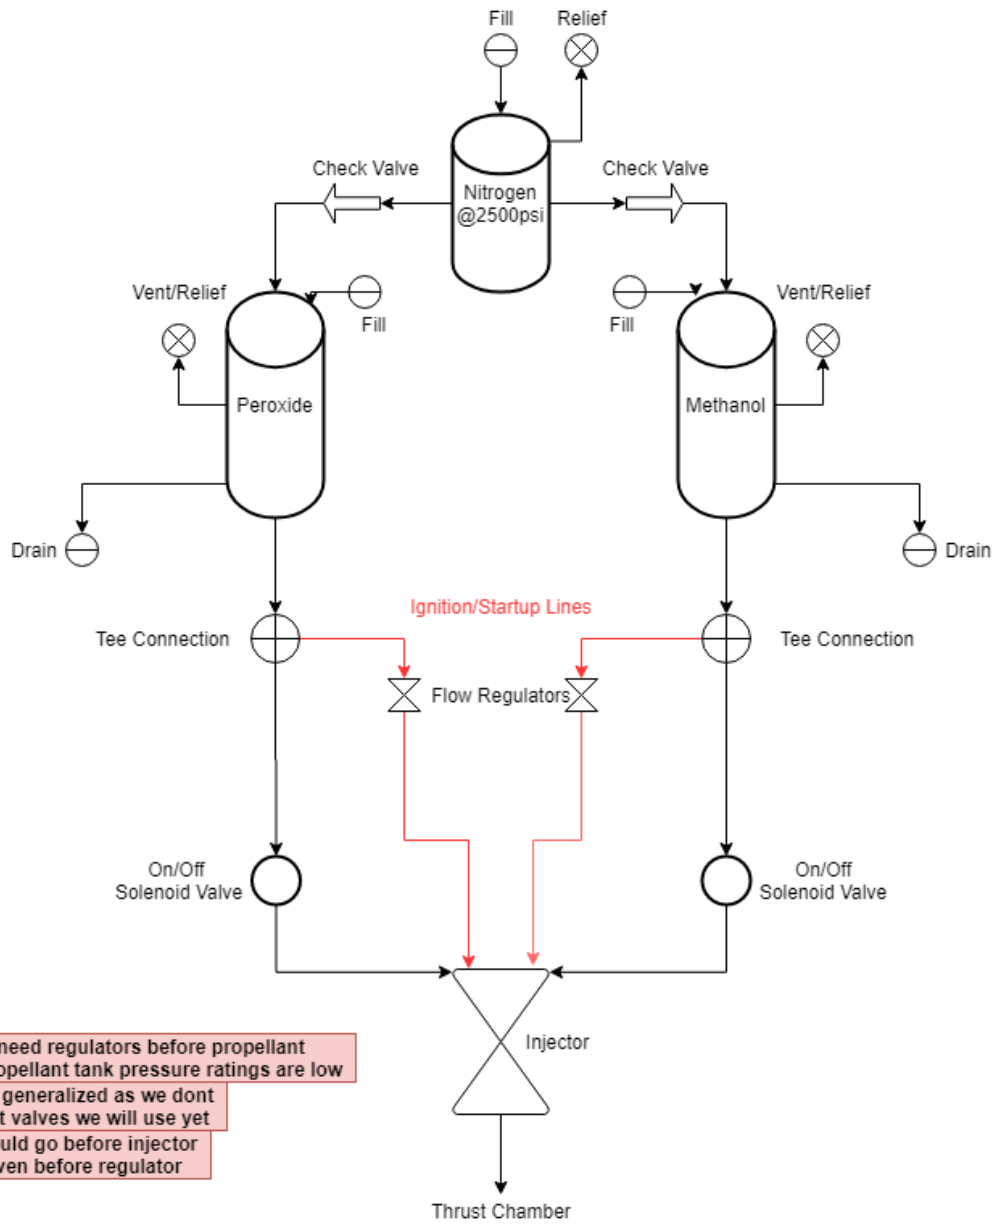 Fill
Relief
Check Valve
Check Valve
Nitrogen
@2500psi
Vent/Relief
Fill
Fill
Vent/Relief
Peroxide
Methanol
Drain
Drain
Ignition/Startup Lines
Tee Connection
Tee Connection
Flow Regulators
On/Off
Solenoid Valve
On/Off
Solenoid Valve
Injector
need regulators before propellant
tank pressure ratings are low
generalized as we dont
valves we will use yet
go before injector
before regulator
Thrust Chamber